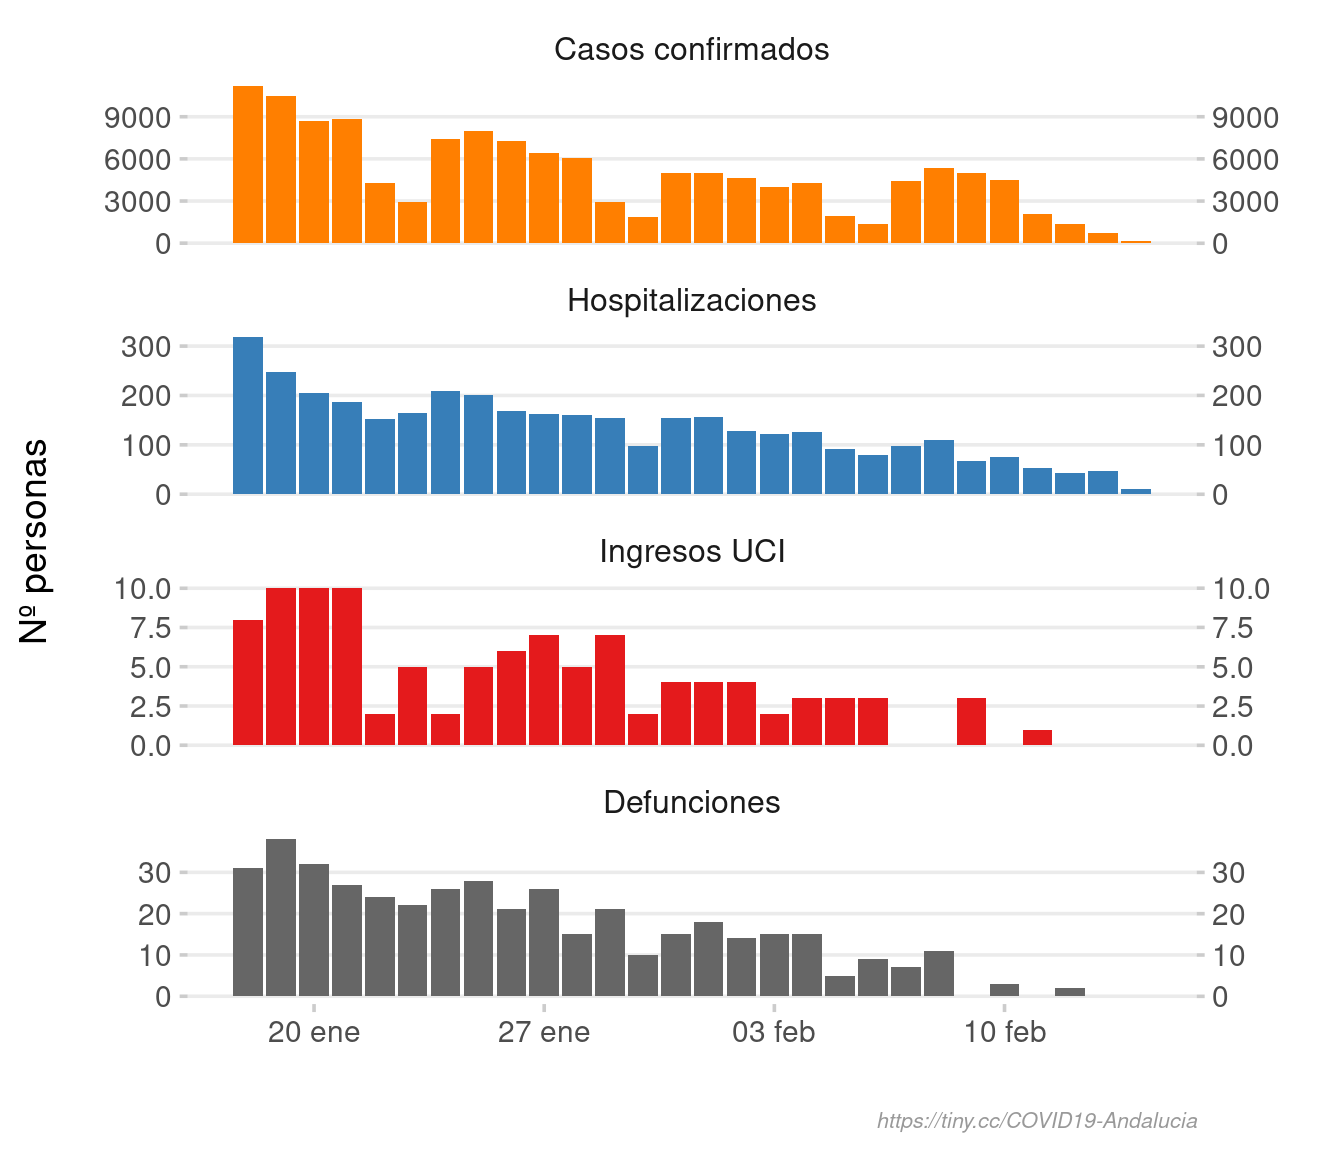 Casos confirmados
9000 9000
6000 6000
3000 3000
0 0
Hospitalizaciones
300 300
200 200
100 100
0 0
Nº personas
Ingresos UCI
10.0 10.0
7.5 7.5
5.0 5.0
2.5 2.5
0.0 0.0
Defunciones
30 30
20 20
10 10
0 0
20 ene 27 ene 03 feb 10 feb
https://tiny.cc/COVID19-Andalucia